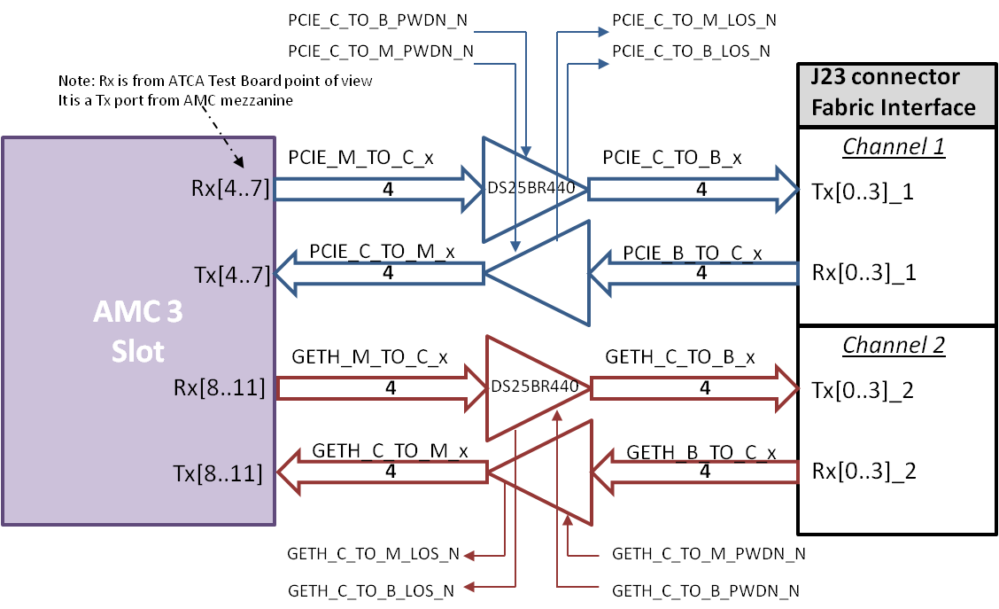 PCIE_C_TO_B_PWDN_N
PCIE_C_TO_M_LOS_N
PCIE_C_TO_M_PWDN_N
PCIE_C_TO_B_LOS_N
Note: Rx is from ATCA Test Board point of view
It is a Tx port from AMC mezzanine
J23 connector
Fabric Interface
Channel 1
PCIE_M_TO_C_x
PCIE_C_TO_B_x
Rx[4..7]
4
DS25BR440
4
Tx[0..3]_1
PCIE_C_TO_M_x
PCIE_B_TO_C_x
Tx[4..7]
4
4
Rx[0..3]_1
AMC 3
Slot
Channel 2
GETH_M_TO_C_x
GETH_C_TO_B_x
Rx[8..11]
4
DS25BR440
4
Tx[0..3]_2
GETH_C_TO_M_x
GETH_B_TO_C_x
Tx[8..11]
4
4
Rx[0..3]_2
GETH_C_TO_M_LOS_N
GETH_C_TO_M_PWDN_N
GETH_C_TO_B_LOS_N
GETH_C_TO_B_PWDN_N